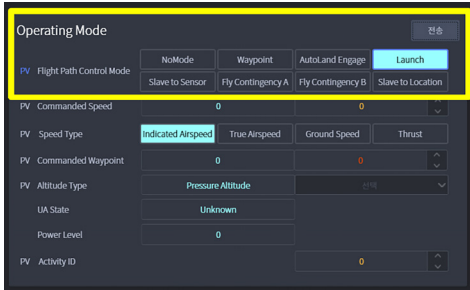 Operating Mode 전송
PV Flight Path Control Mode
NoMode Waypoint AutoLand Engage Launch
Slave to Sensor Fly Contingency A Fly Contingency B Slave to Location
PV Commanded Speed 0 0
PV Speed Type Indicated Airspeed True Airspeed Ground Speed Thrust
PV Commanded Waypoint 0 0
PV Altitude Type Pressure Altitude 선택
UA State Unknown
Power Level 0
PV Activity ID 0